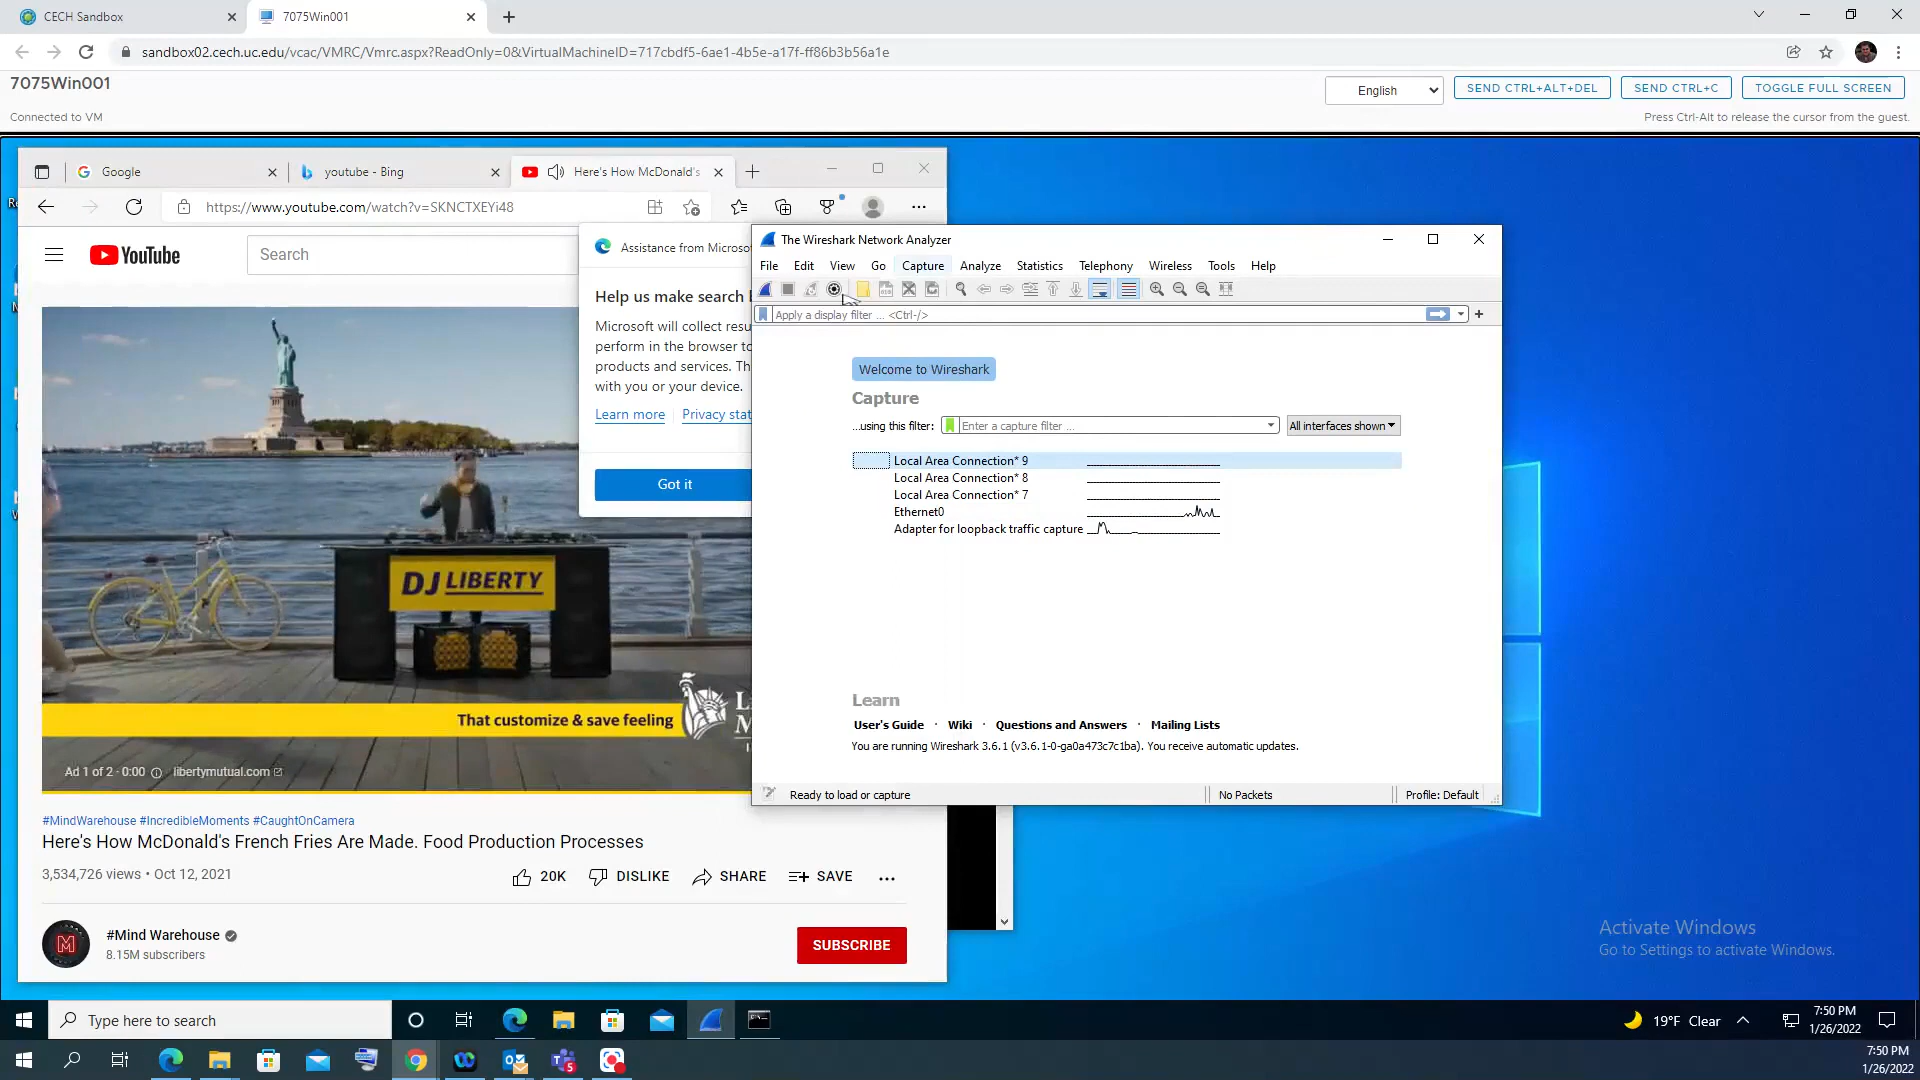 CECH Sandbox
7075Win001
sandbox02.cech.uc.edu/vcac/VMRC/Vmrc.aspx?ReadOnly=0&VirtualMachineID=717cbdf5-6ae1-4b5e-a17f-ff86b3b56a1e
7075Win001
English
SEND CTRL+ALT+DEL
SEND CTRL+C
TOGGLE FULL SCREEN
Connected to VM
Press Ctrl-Alt to release the cursor from the guest.
Google
youtube - Bing
Here's How McDonald's
https://www.youtube.com/watch?v=SKNCTXEYi48
YouTube
Search
Assistance from Microso
Help us make search
Microsoft will collect resu
perform in the browser to
products and services. Th
with you or your device.
Learn more
Privacy stat
Got it
DJ LIBERTY
That customize & save feeling
Ad 1 of 2 · 0:00
libertymutual.com
#MindWarehouse #IncredibleMoments #CaughtOnCamera
Here's How McDonald's French Fries Are Made. Food Production Processes
3,534,726 views • Oct 12, 2021
20K
DISLIKE
SHARE
SAVE
#Mind Warehouse
8.15M subscribers
SUBSCRIBE
The Wireshark Network Analyzer
File Edit View Go Capture Analyze Statistics Telephony Wireless Tools Help
Apply a display filter ... <Ctrl-/>
Welcome to Wireshark
Capture
...using this filter:
Enter a capture filter ...
All interfaces shown
Local Area Connection* 9
Local Area Connection* 8
Local Area Connection* 7
Ethernet0
Adapter for loopback traffic capture
Learn
User's Guide · Wiki · Questions and Answers · Mailing Lists
You are running Wireshark 3.6.1 (v3.6.1-0-ga0a473c7c1ba). You receive automatic updates.
Ready to load or capture
No Packets
Profile: Default
Activate Windows
Go to Settings to activate Windows.
Type here to search
19°F Clear
7:50 PM
1/26/2022
7:50 PM
1/26/2022